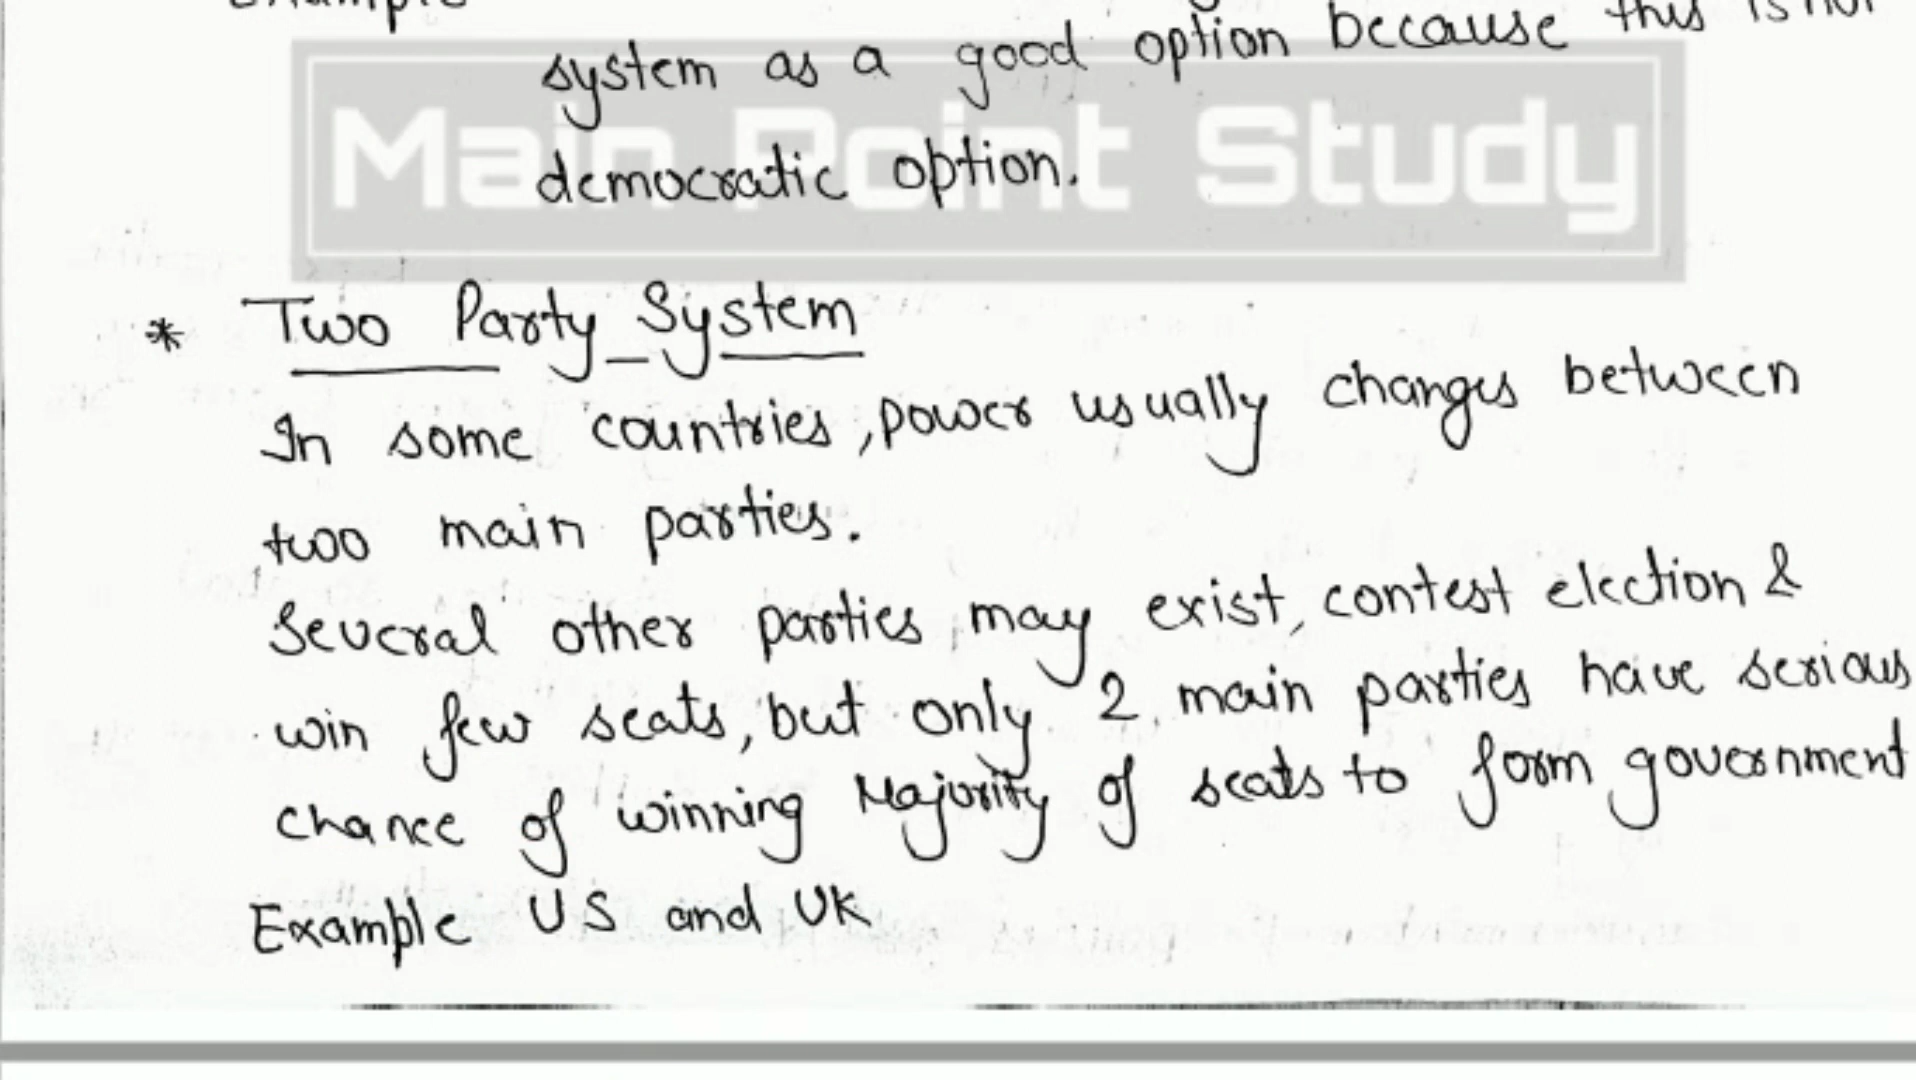 Example
system as a good option because this is not
Main Point Study
democratic option.
* Two Party System
In some countries, power usually changes between
two main parties.
Several other parties may exist, contest election &
win few seats, but only 2 main parties have serious
chance of winning Majority of seats to form government
Example US and UK